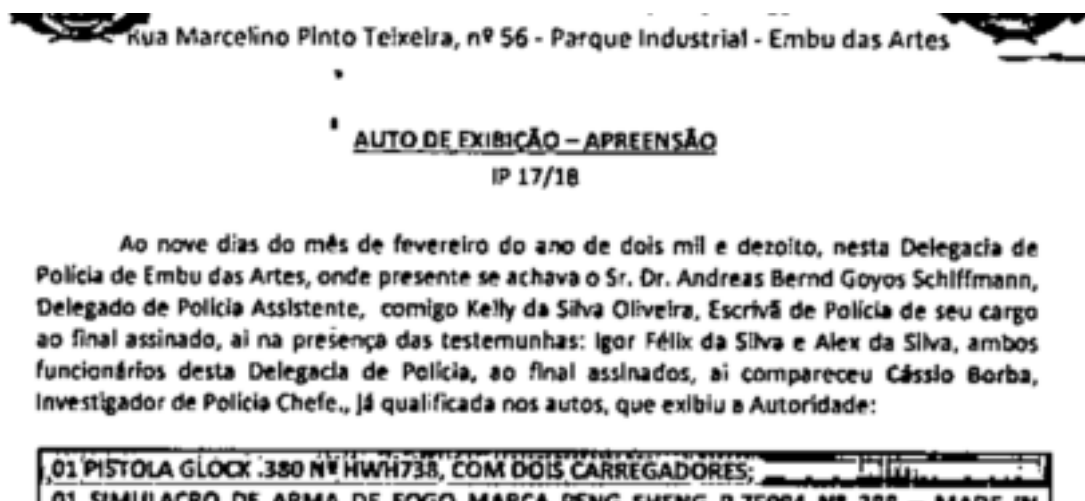 Rua Marcelino Pinto Teixeira, nº 56 - Parque Industrial - Embu das Artes
AUTO DE EXIBIÇÃO – APREENSÃO
IP 17/18
Ao nove dias do mês de fevereiro do ano de dois mil e dezoito, nesta Delegacia de
Polícia de Embu das Artes, onde presente se achava o Sr. Dr. Andreas Bernd Goyos Schiffmann,
Delegado de Polícia Assistente, comigo Kelly da Silva Oliveira, Escrivã de Polícia de seu cargo
ao final assinado, ai na presença das testemunhas: Igor Félix da Silva e Alex da Silva, ambos
funcionários desta Delegacia de Polícia, ao final assinados, ai compareceu Cássio Borba,
Investigador de Policia Chefe., já qualificada nos autos, que exibiu a Autoridade:
01 PISTOLA GLOCK .380 Nº HWH738, COM DOIS CARREGADORES;
01 SIMULACRO DE ARMA DE FOGO MARCA